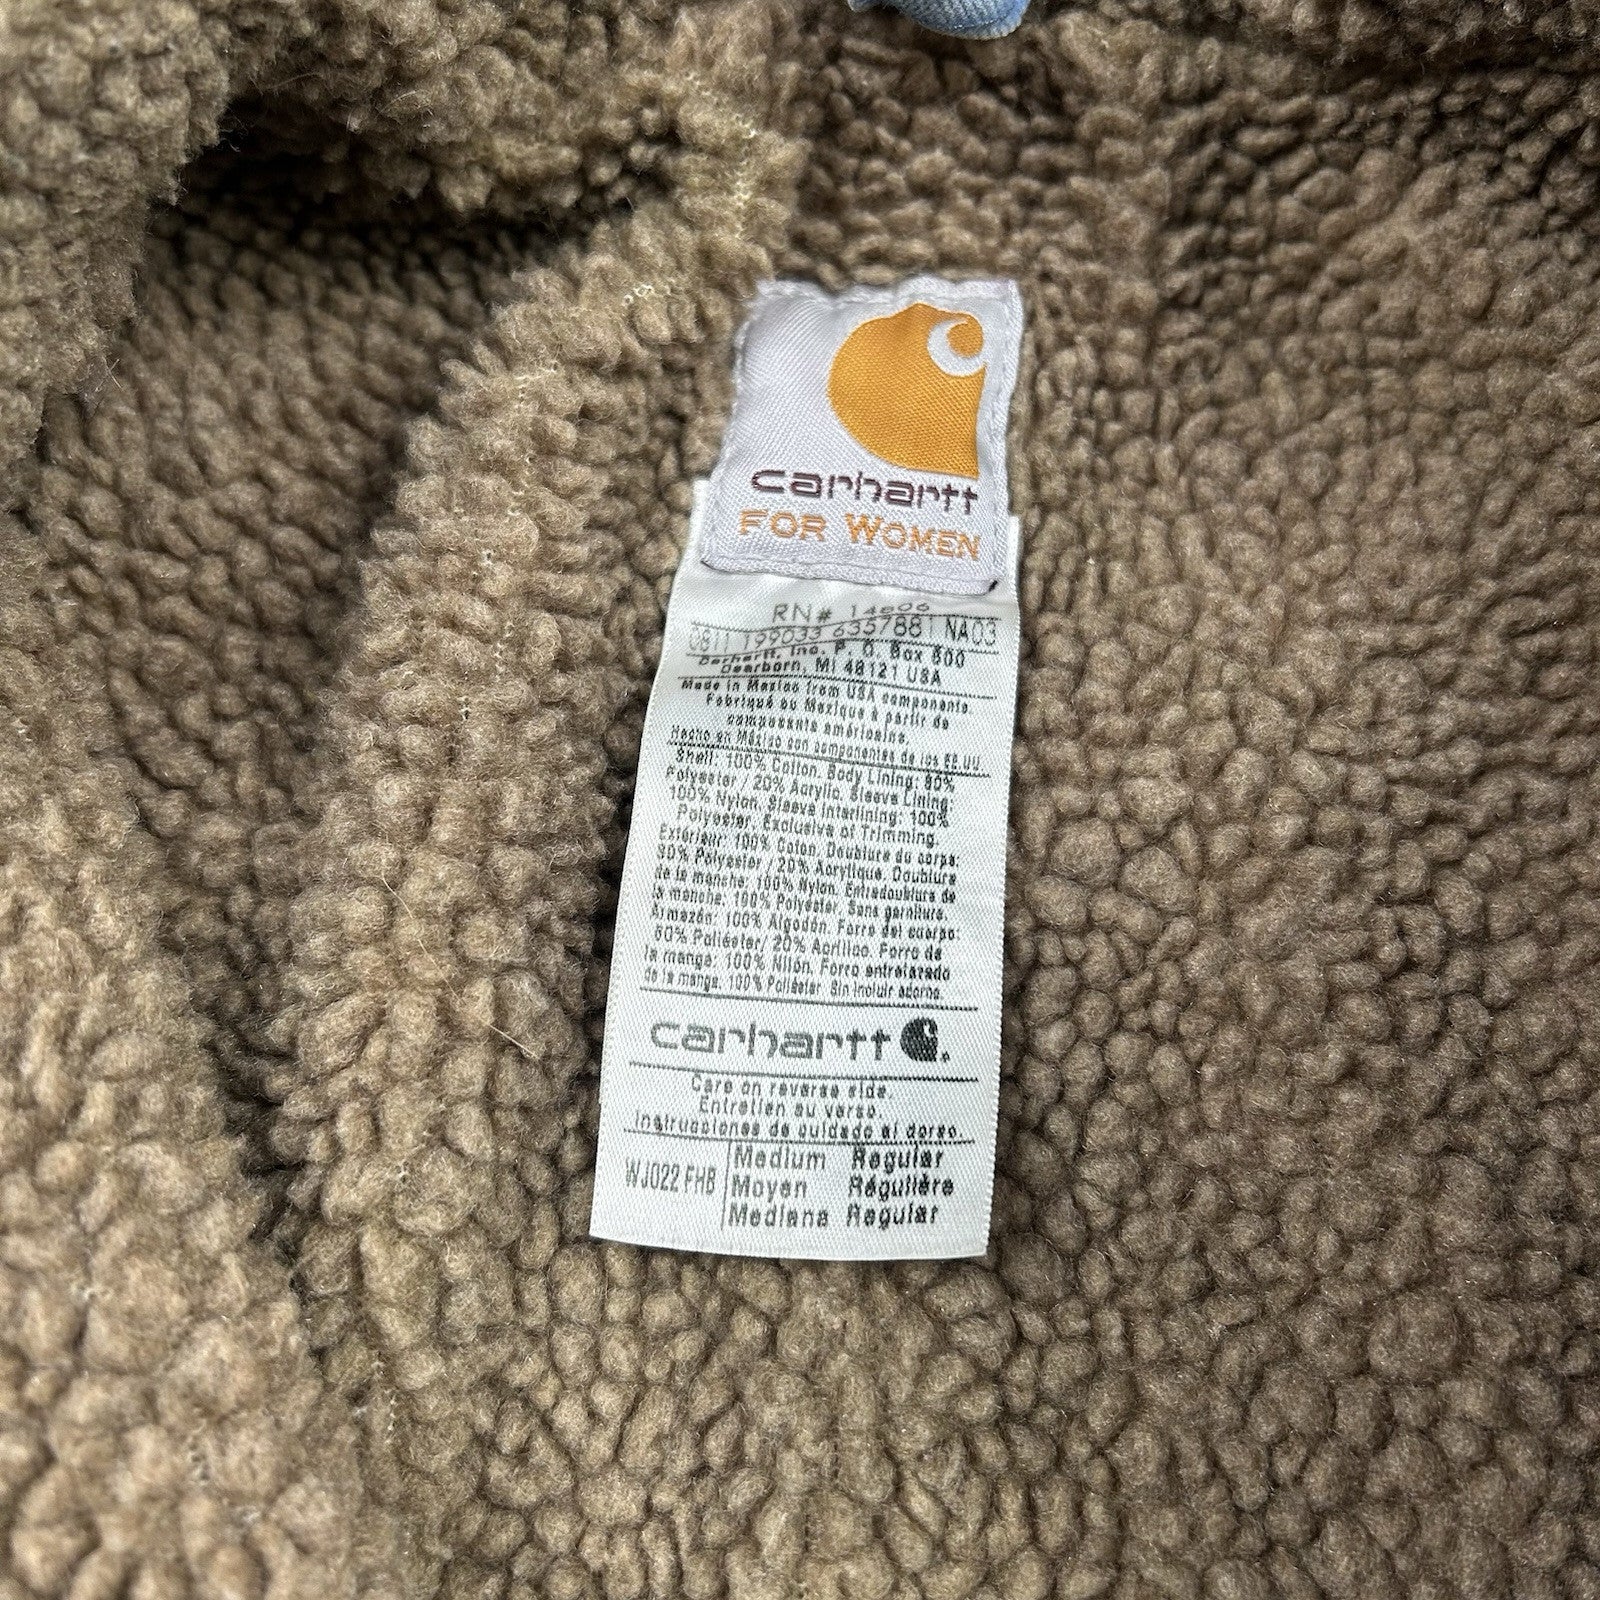 carhartt
FOR WOMEN
RN# 14806
0811 199033 6357881 NA03
Carhartt, Inc. P. O. Box 600
Dearborn, MI 48121 USA
Made in Mexico from USA components.
Fabriqué au Mexique à partir de
composants américains.
Hecho en México con componentes de los EE.UU.
Shell: 100% Cotton. Body Lining: 80%
Polyester / 20% Acrylic. Sleeve Lining:
100% Nylon. Sleeve Interlining: 100%
Polyester. Exclusive of Trimming.
Extérieur: 100% Coton. Doublure du corps:
80% Polyester / 20% Acrylique. Doublure
de la manche: 100% Nylon. Entredoublure de
la manche: 100% Polyester. Sans garniture.
Armazón: 100% Algodón. Forro del cuerpo:
80% Poliéster/ 20% Acrílico. Forro de
la manga: 100% Nilón. Forro entrelazado
de la manga: 100% Poliéster. Sin incluir adorno.
carhartt
Care on reverse side.
Entretien au verso.
Instrucciones de cuidado al dorso.
WJ022 FHB
Medium Regular
Moyen Régulière
Mediana Regular